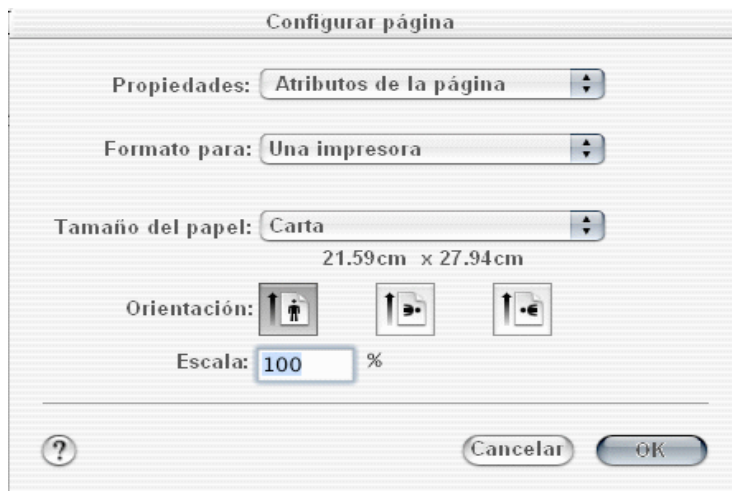 Configurar página
Propiedades: Atributos de la página
Formato para: Una impresora
Tamaño del papel: Carta
21.59cm x 27.94cm
Orientación:
Escala: 100 %
? Cancelar OK